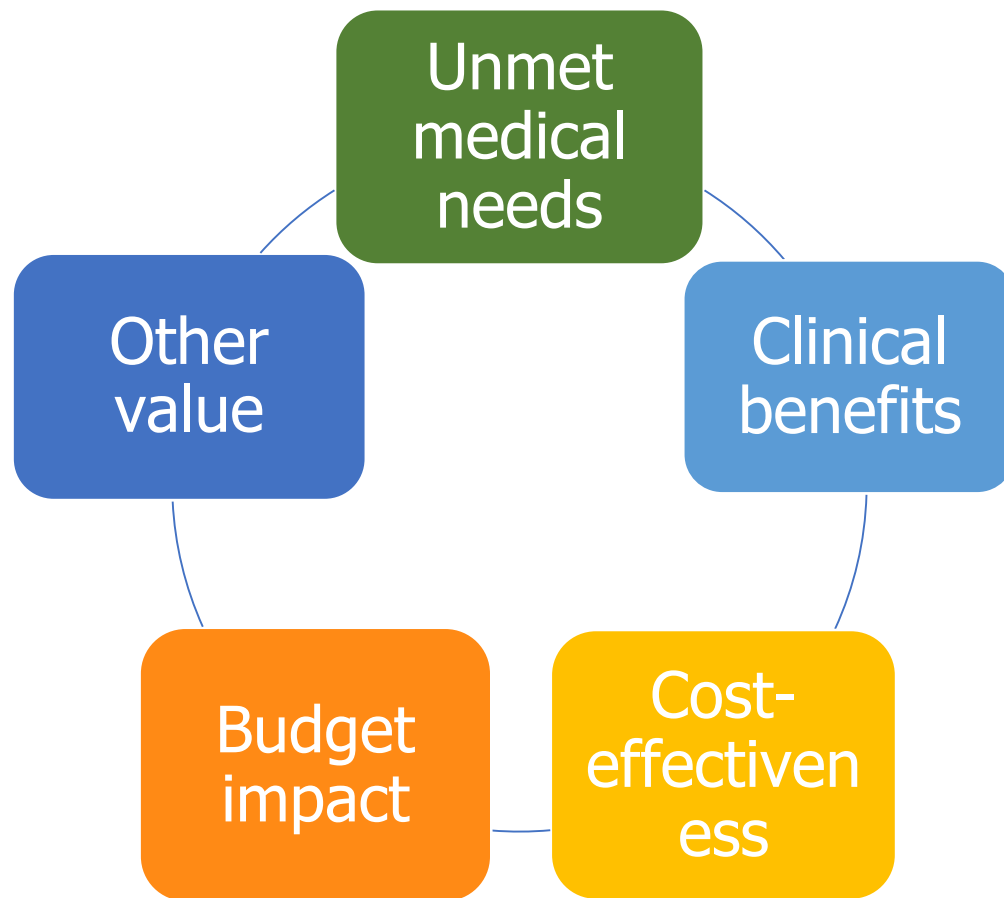 Unmet
medical
needs
Clinical
benefits
Cost-
effectiven
ess
Budget
impact
Other
value